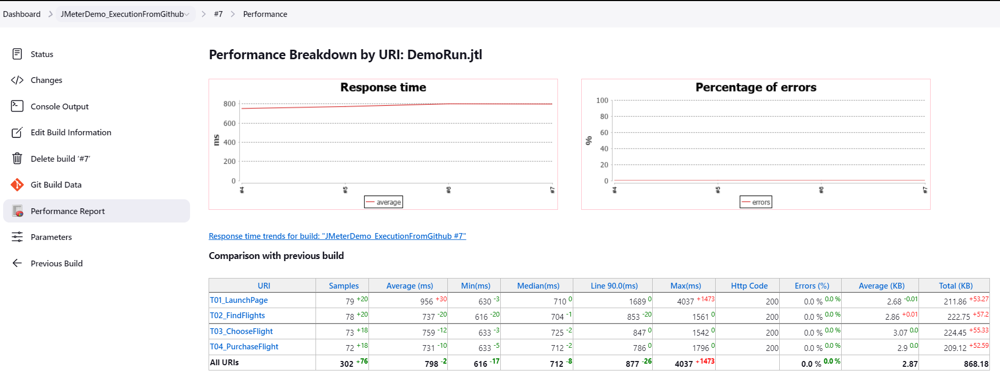 Dashboard JMeterDemo_ExecutionFromGithub #7 Performance
Status
Changes
Console Output
Edit Build Information
Delete build ‘#7’
Git Build Data
Performance Report
Parameters
Previous Build
Performance Breakdown by URI: DemoRun.jtl
Response time
800
600
400
200
0
ms
#4 #5 #6 #7
average
Percentage of errors
100
80
60
40
20
0
%
#4 #5 #6 #7
errors
Response time trends for build: "JMeterDemo_ExecutionFromGithub #7"
Comparison with previous build
URI Samples Average (ms) Min(ms) Median(ms) Line 90.0(ms) Max(ms) Http Code Errors (%) Average (KB) Total (KB)
T01_LaunchPage 79 +20 956 +30 630 -3 710 0 1689 0 4037 +1473 200 0.0 % 0.0 % 2.68 -0.01 211.86 +53.27
T02_FindFlights 78 +20 737 -20 616 -20 704 -1 853 -20 1561 0 200 0.0 % 0.0 % 2.86 +0.01 222.75 +57.2
T03_ChooseFlight 73 +18 759 -12 633 -3 725 -2 847 0 1542 0 200 0.0 % 0.0 % 3.07 0.0 224.45 +55.33
T04_PurchaseFlight 72 +18 731 -10 633 -5 712 -2 786 0 1796 0 200 0.0 % 0.0 % 2.9 0.0 209.12 +52.59
All URIs 302 +76 798 -2 616 -17 712 -8 877 -26 4037 +1473 0.0 % 0.0 % 2.87 868.18